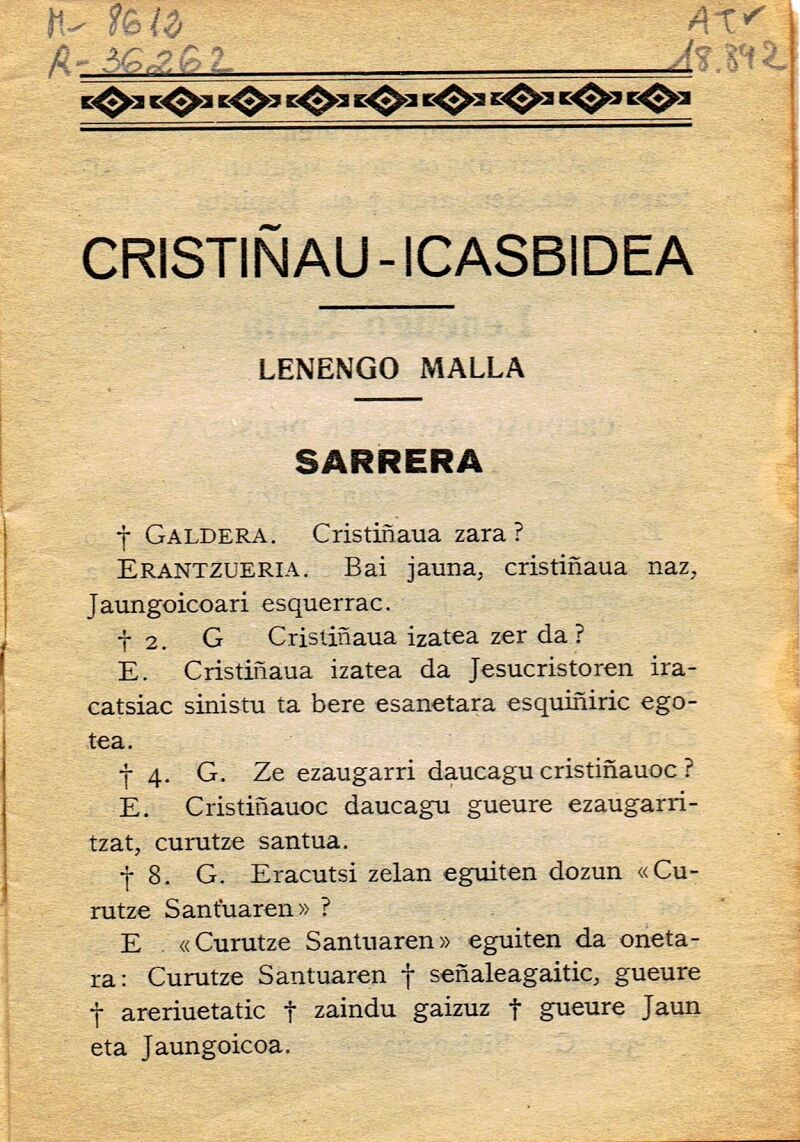 M- 8612
R- 36262
ATV
18.892
CRISTIÑAU-ICASBIDEA
LENENGO MALLA
SARRERA
† GALDERA. Cristiñaua zara?
ERANTZUERIA. Bai jauna, cristiñaua naz,
Jaungoicoari esquerrac.
† 2. G Cristiñaua izatea zer da?
E. Cristiñaua izatea da Jesucristoren ira-
catsiac sinistu ta bere esanetara esquiñiric ego-
tea.
† 4. G. Ze ezaugarri daucagu cristiñauoc?
E. Cristiñauoc daucagu gueure ezaugarri-
tzat, curutze santua.
† 8. G. Eracutsi zelan eguiten dozun «Cu-
rutze Santuaren»?
E . «Curutze Santuaren» eguiten da oneta-
ra: Curutze Santuaren † señaleagaitic, gueure
† areriuetatic † zaindu gaizuz † gueure Jaun
eta Jaungoicoa.